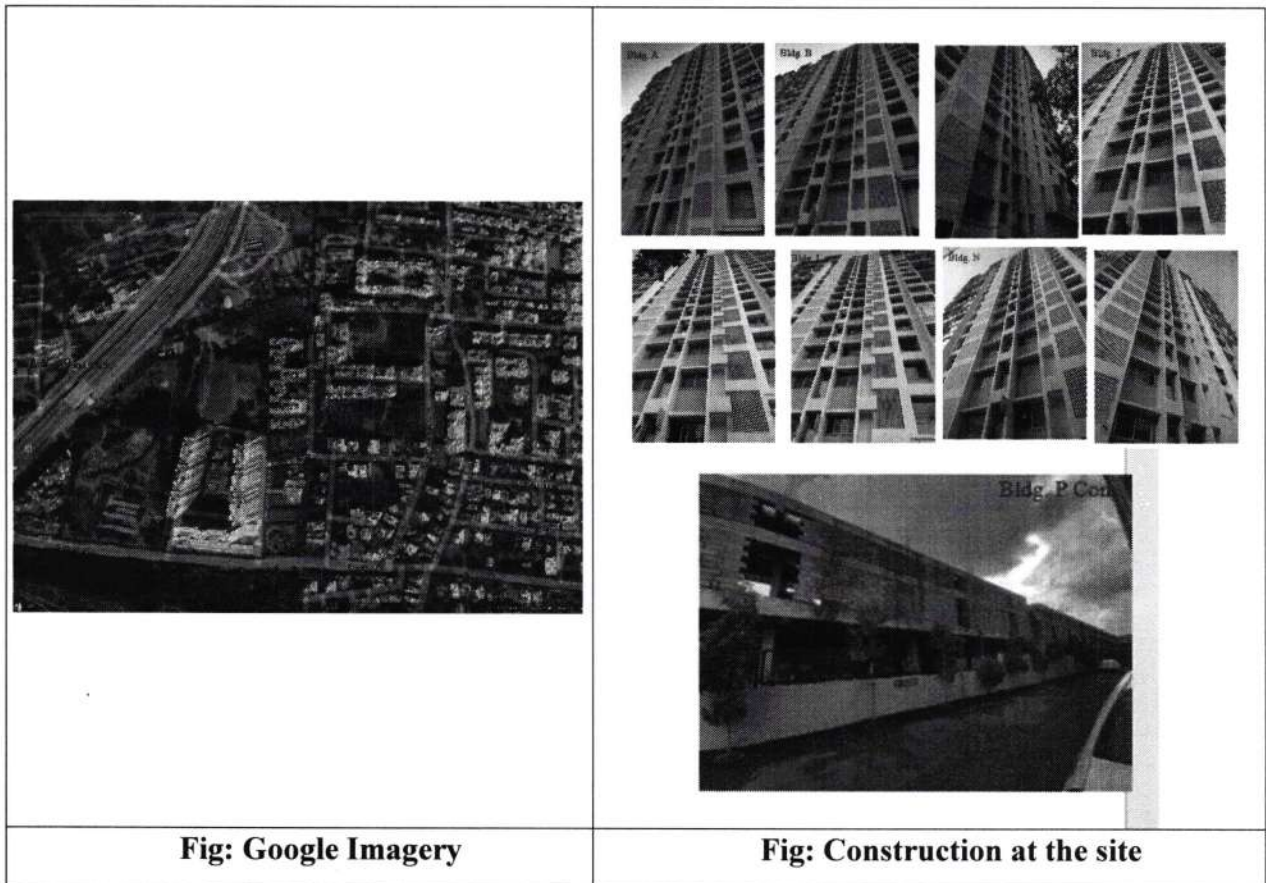 Bldg. A
Bldg. B
Bldg. N
Bldg. P Con
Fig: Google Imagery
Fig: Construction at the site